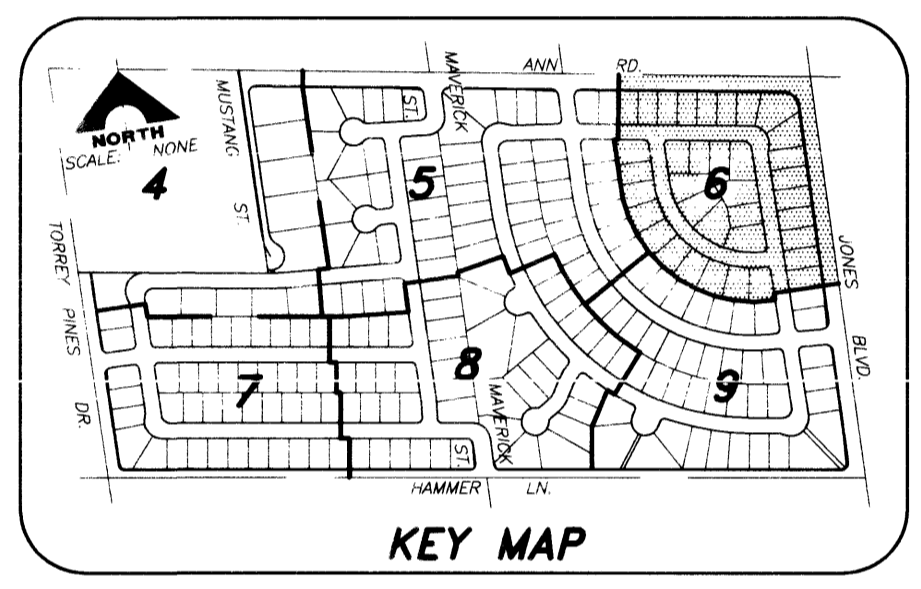 ANN RD.
MUSTANG ST.
MAVERICK ST.
NORTH
SCALE: NONE
4
5
6
TORREY PINES DR.
JONES BLVD.
7
8
9
MAVERICK ST.
HAMMER LN.
KEY MAP